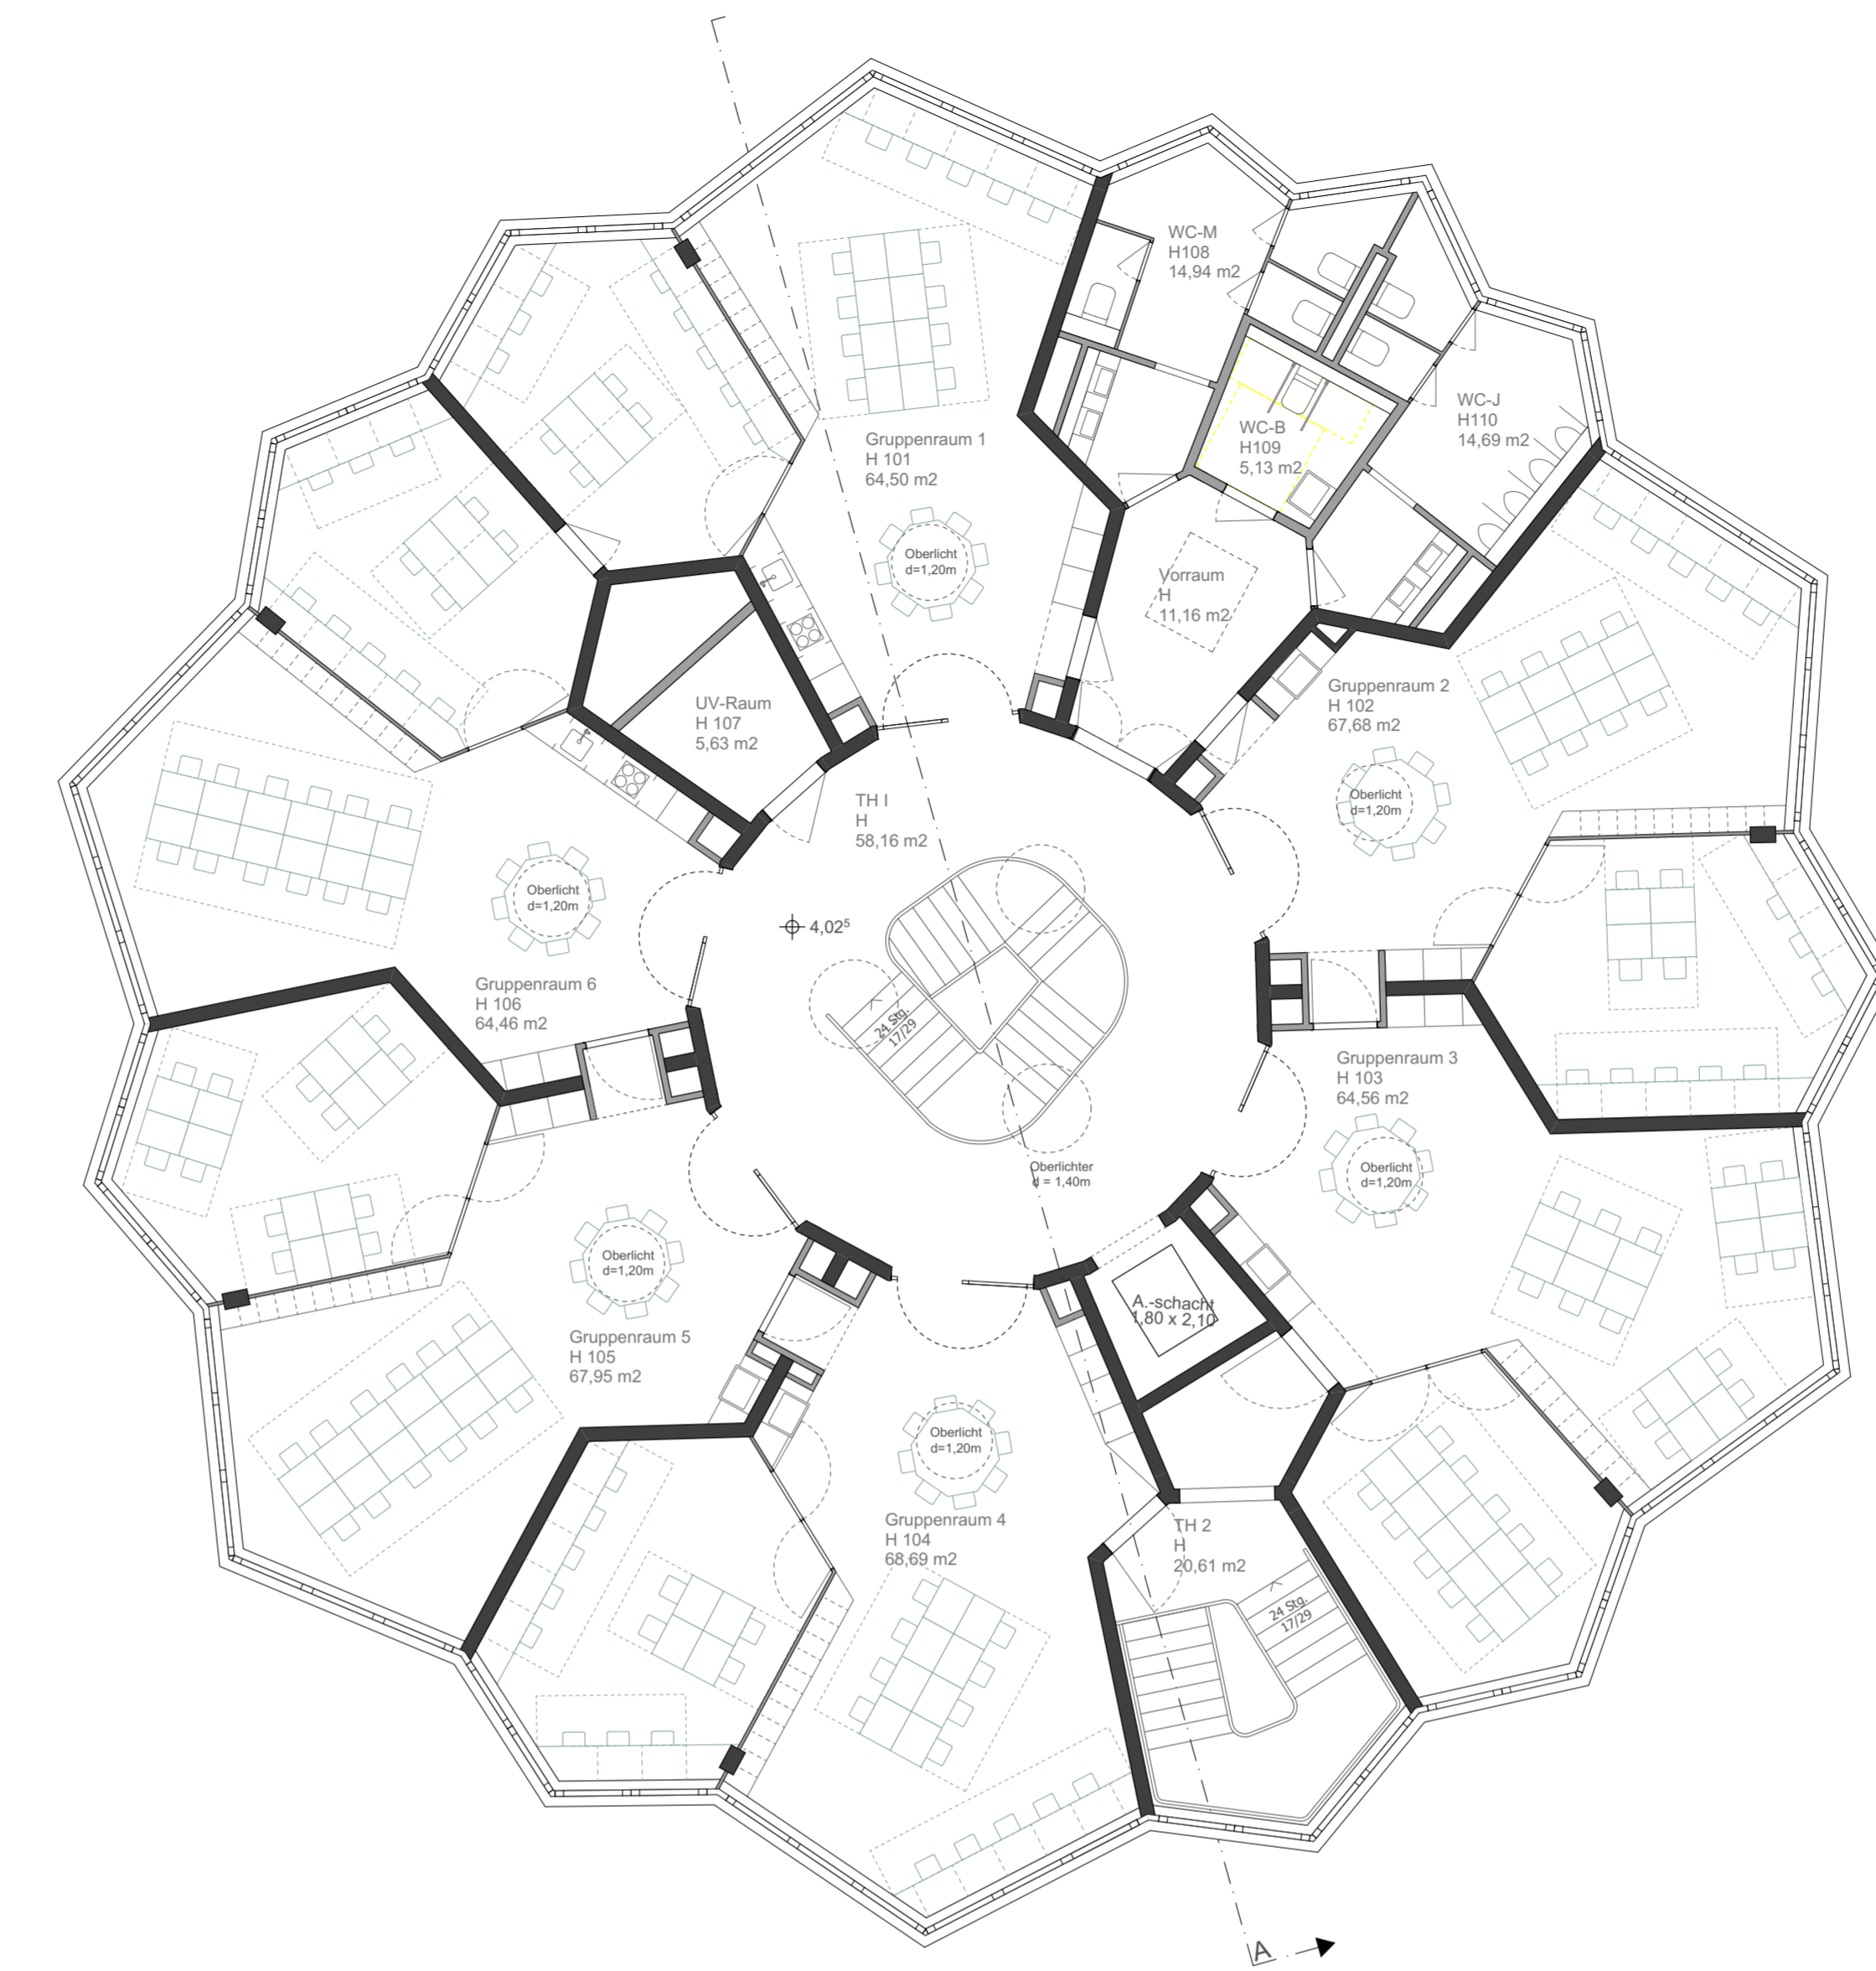 WC-M
H108
14,94 m2
WC-J
H110
14,69 m2
WC-B
H109
5,13 m2
Gruppenraum 1
H 101
64,50 m2
Oberlicht
d=1,20m
Vorraum
H
11,16 m2
Gruppenraum 2
H 102
67,68 m2
UV-Raum
H 107
5,63 m2
Oberlicht
d=1,20m
TH I
H
58,16 m2
Oberlicht
d=1,20m
4,02⁵
Gruppenraum 6
H 106
64,46 m2
24 Stg.
17/29
Gruppenraum 3
H 103
64,56 m2
Oberlichter
d = 1,40m
Oberlicht
d=1,20m
Oberlicht
d=1,20m
A.-schacht
1,80 x 2,10
Gruppenraum 5
H 105
67,95 m2
Oberlicht
d=1,20m
Gruppenraum 4
H 104
68,69 m2
TH 2
H
20,61 m2
24 Stg.
17/29
A